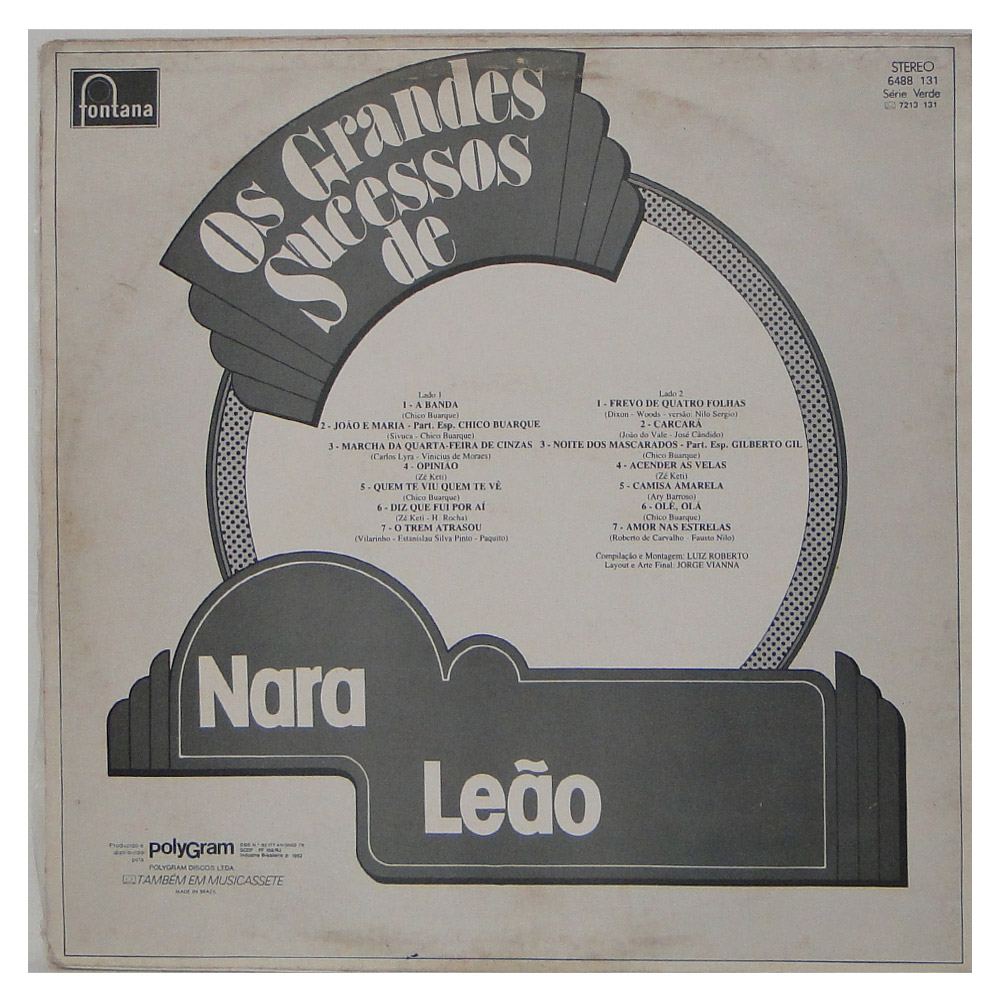 fontana
STEREO
6488 131
Série Verde
7213 131
Os Grandes
Sucessos
de
Lado 1
1 - A BANDA
(Chico Buarque)
2 - JOÃO E MARIA - Part. Esp. CHICO BUARQUE
(Sivuca - Chico Buarque)
3 - MARCHA DA QUARTA-FEIRA DE CINZAS
(Carlos Lyra - Vinicius de Moraes)
4 - OPINIÃO
(Zé Keti)
5 - QUEM TE VIU QUEM TE VÊ
(Chico Buarque)
6 - DIZ QUE FUI POR AÍ
(Zé Keti - H. Rocha)
7 - O TREM ATRASOU
(Vilarinho - Estanislau Silva Pinto - Paquito)
Lado 2
1 - FREVO DE QUATRO FOLHAS
(Dixon - Woods - versão: Nilo Sergio)
2 - CARCARÁ
(João do Vale - José Cândido)
3 - NOITE DOS MASCARADOS - Part. Esp. GILBERTO GIL
(Chico Buarque)
4 - ACENDER AS VELAS
(Zé Keti)
5 - CAMISA AMARELA
(Ary Barroso)
6 - OLÊ, OLÁ
(Chico Buarque)
7 - AMOR NAS ESTRELAS
(Roberto de Carvalho - Fausto Nilo)
Compilação e Montagem: LUIZ ROBERTO
Layout e Arte Final: JORGE VIANNA
Nara
Leão
Produzido e
distribuído
pela
polyGram
Indústria Brasileira
POLYGRAM DISCOS LTDA.
TAMBÉM EM MUSICASSETE
MADE IN BRAZIL